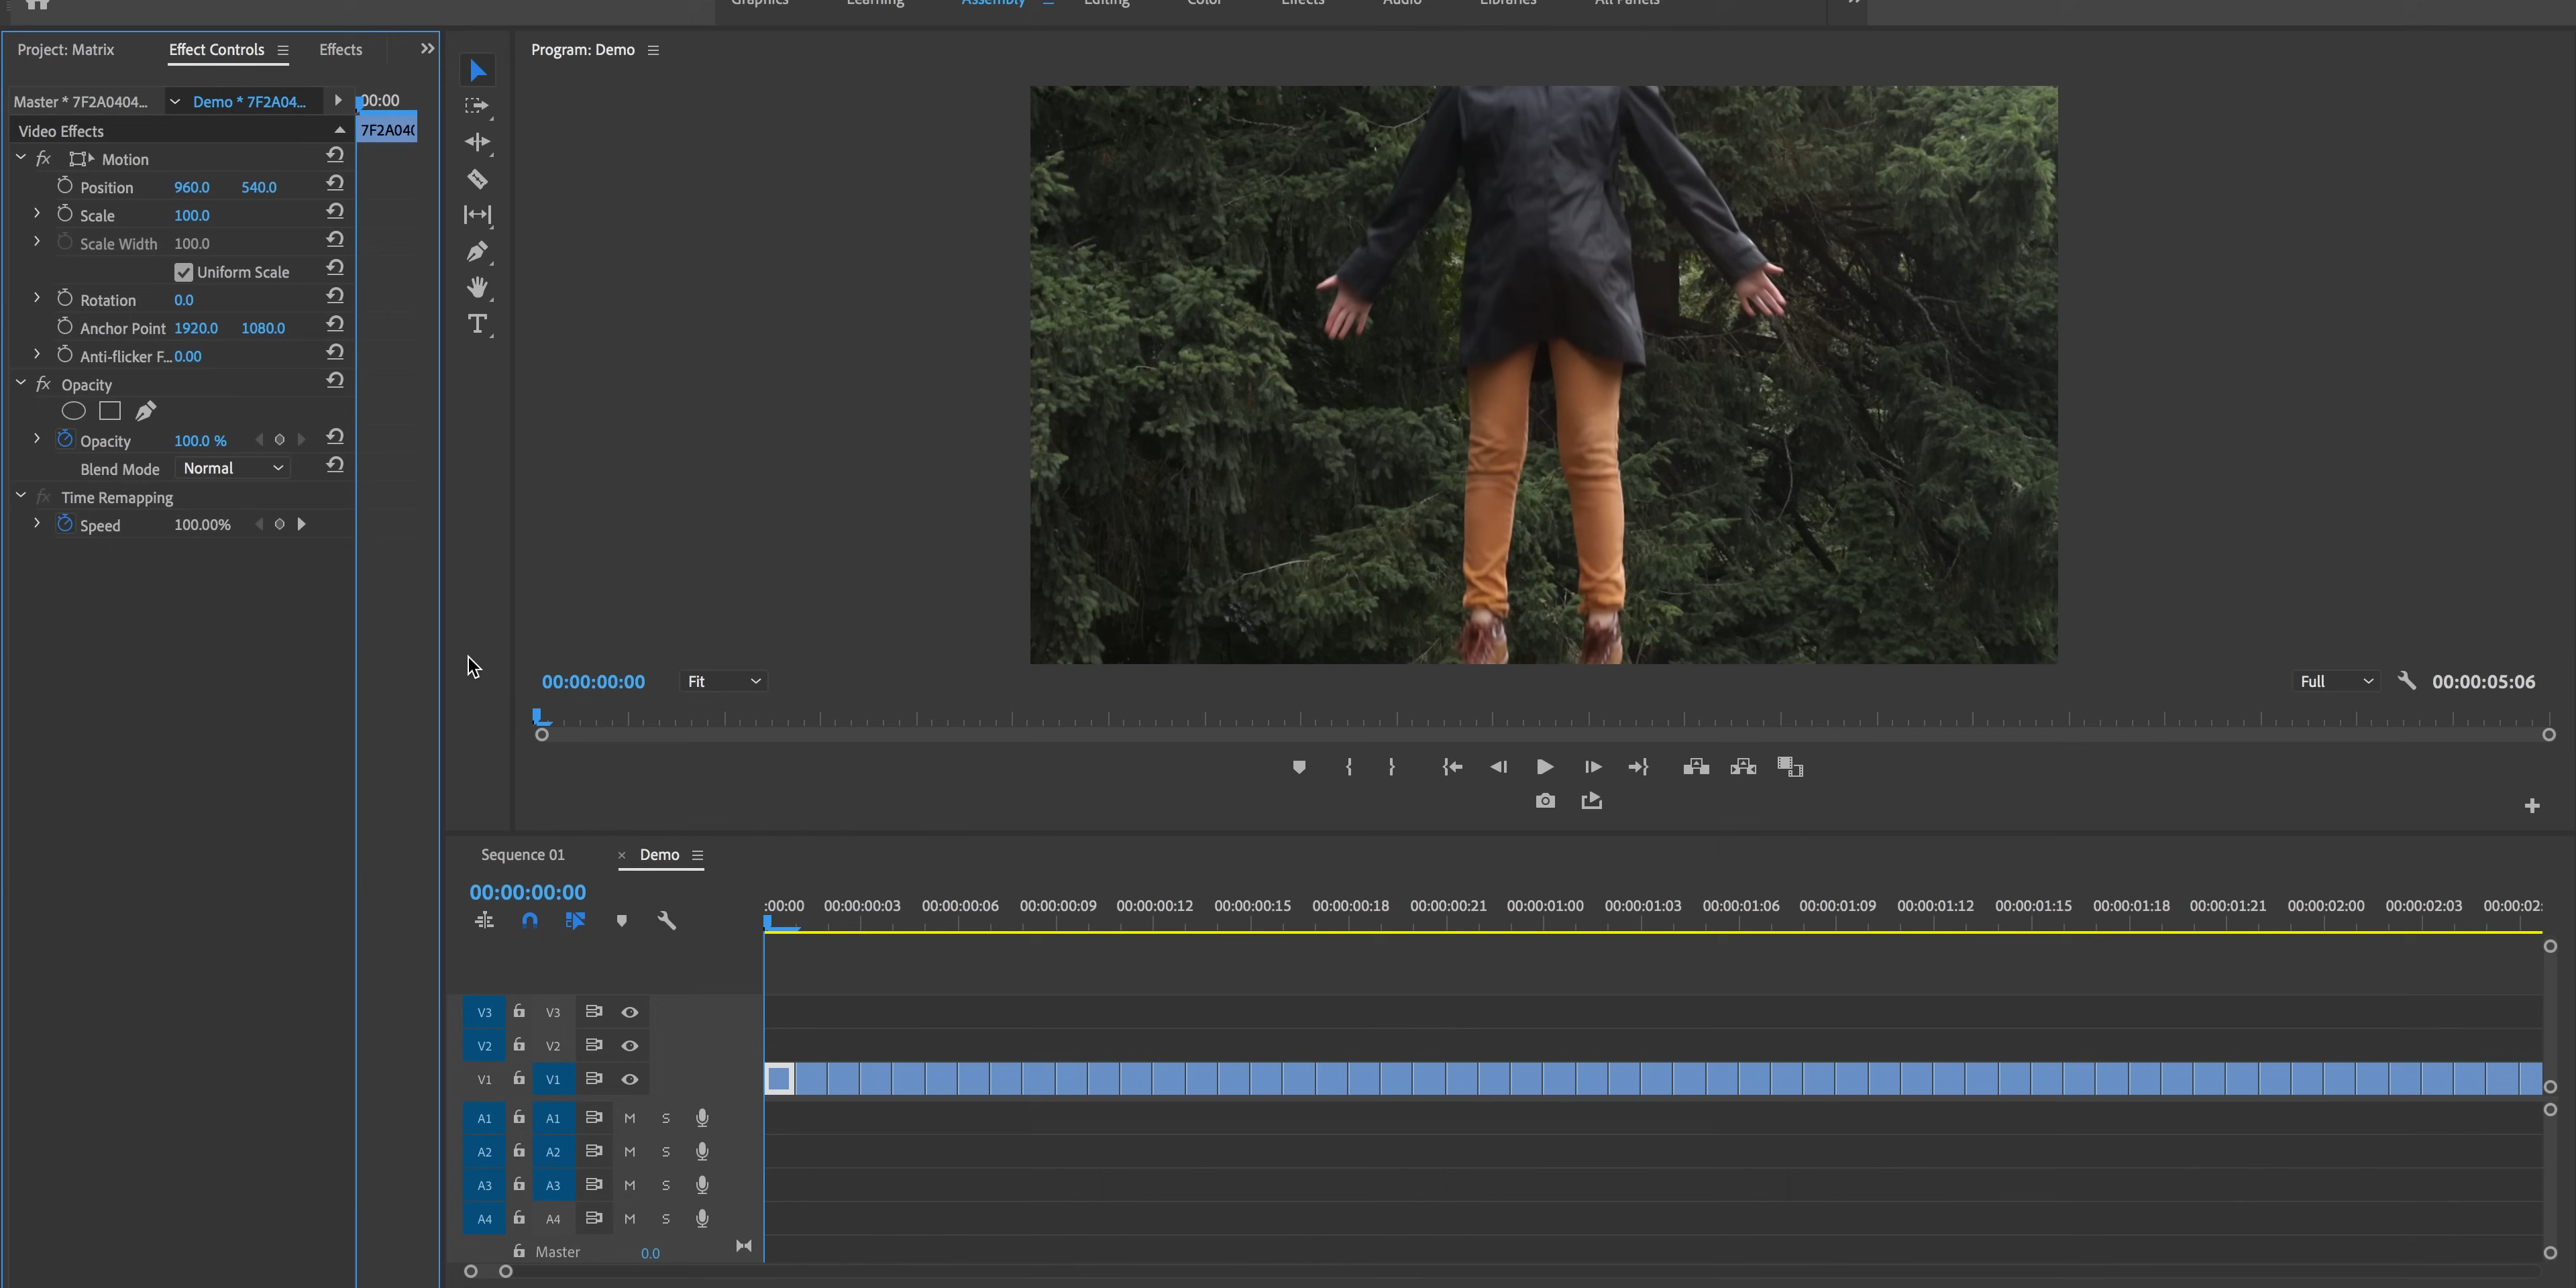 Graphics Learning Assembly Editing Color Effects Audio Libraries All Panels
Project: Matrix Effect Controls Effects
Program: Demo
Master * 7F2A0404... Demo * 7F2A04... :00:00
Video Effects 7F2A040
fx Motion
Position 960.0 540.0
Scale 100.0
Scale Width 100.0
Uniform Scale
Rotation 0.0
Anchor Point 1920.0 1080.0
Anti-flicker F... 0.00
fx Opacity
Opacity 100.0 %
Blend Mode Normal
fx Time Remapping
Speed 100.00%
00:00:00:00 Fit Full 00:00:05:06
Sequence 01 × Demo
00:00:00:00
:00:00 00:00:00:03 00:00:00:06 00:00:00:09 00:00:00:12 00:00:00:15 00:00:00:18 00:00:00:21 00:00:01:00 00:00:01:03 00:00:01:06 00:00:01:09 00:00:01:12 00:00:01:15 00:00:01:18 00:00:01:21 00:00:02:00 00:00:02:03 00:00:02:
V3 V3
V2 V2
V1 V1
A1 A1 M S
A2 A2 M S
A3 A3 M S
A4 A4 M S
Master 0.0